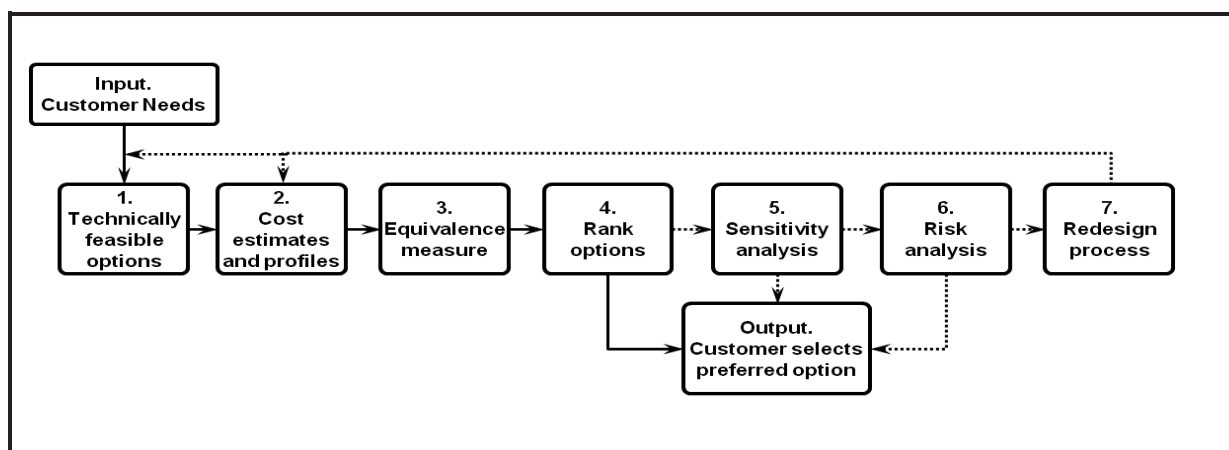 Input.
Customer Needs
1.
Technically
feasible
options
2.
Cost
estimates
and profiles
3.
Equivalence
measure
4.
Rank
options
5.
Sensitivity
analysis
6.
Risk
analysis
7.
Redesign
process
Output.
Customer selects
preferred option